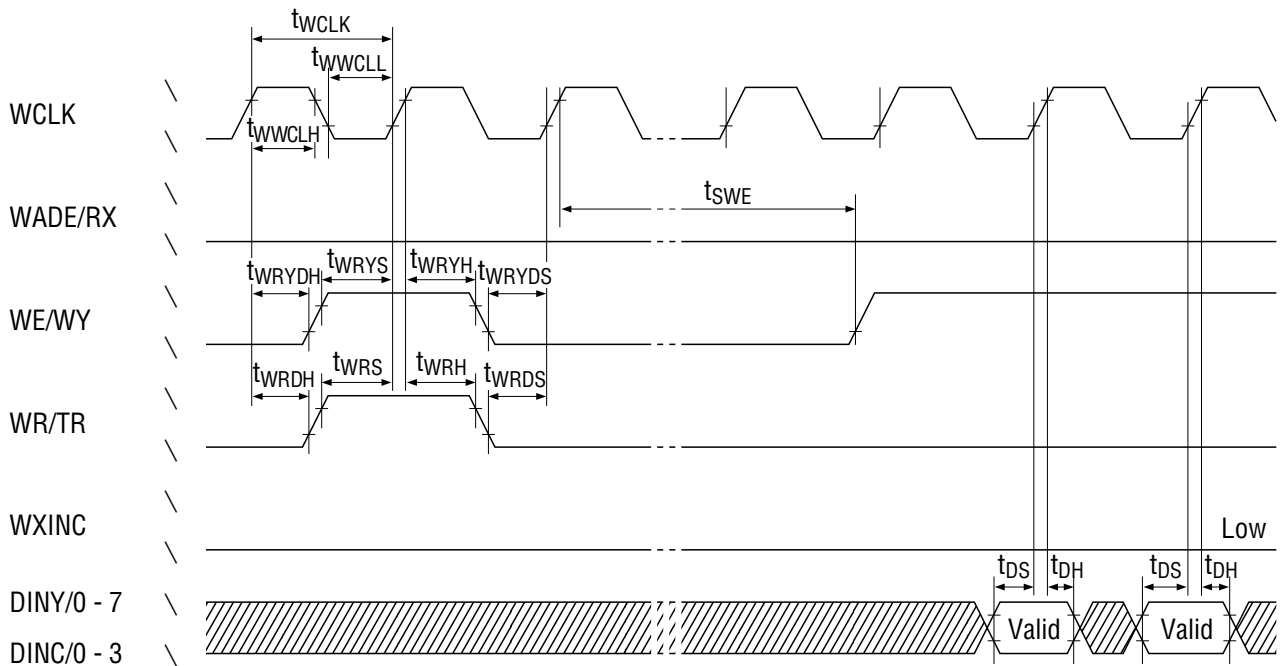 tWCLK
tWWCLL
WCLK
tWWCLH
WADE/RX
tSWE
tWRYDH tWRYS tWRYH tWRYDS
WE/WY
tWRDH tWRS tWRH tWRDS
WR/TR
WXINC
Low
tDS tDH tDS tDH
DINY/0 - 7
Valid Valid
DINC/0 - 3